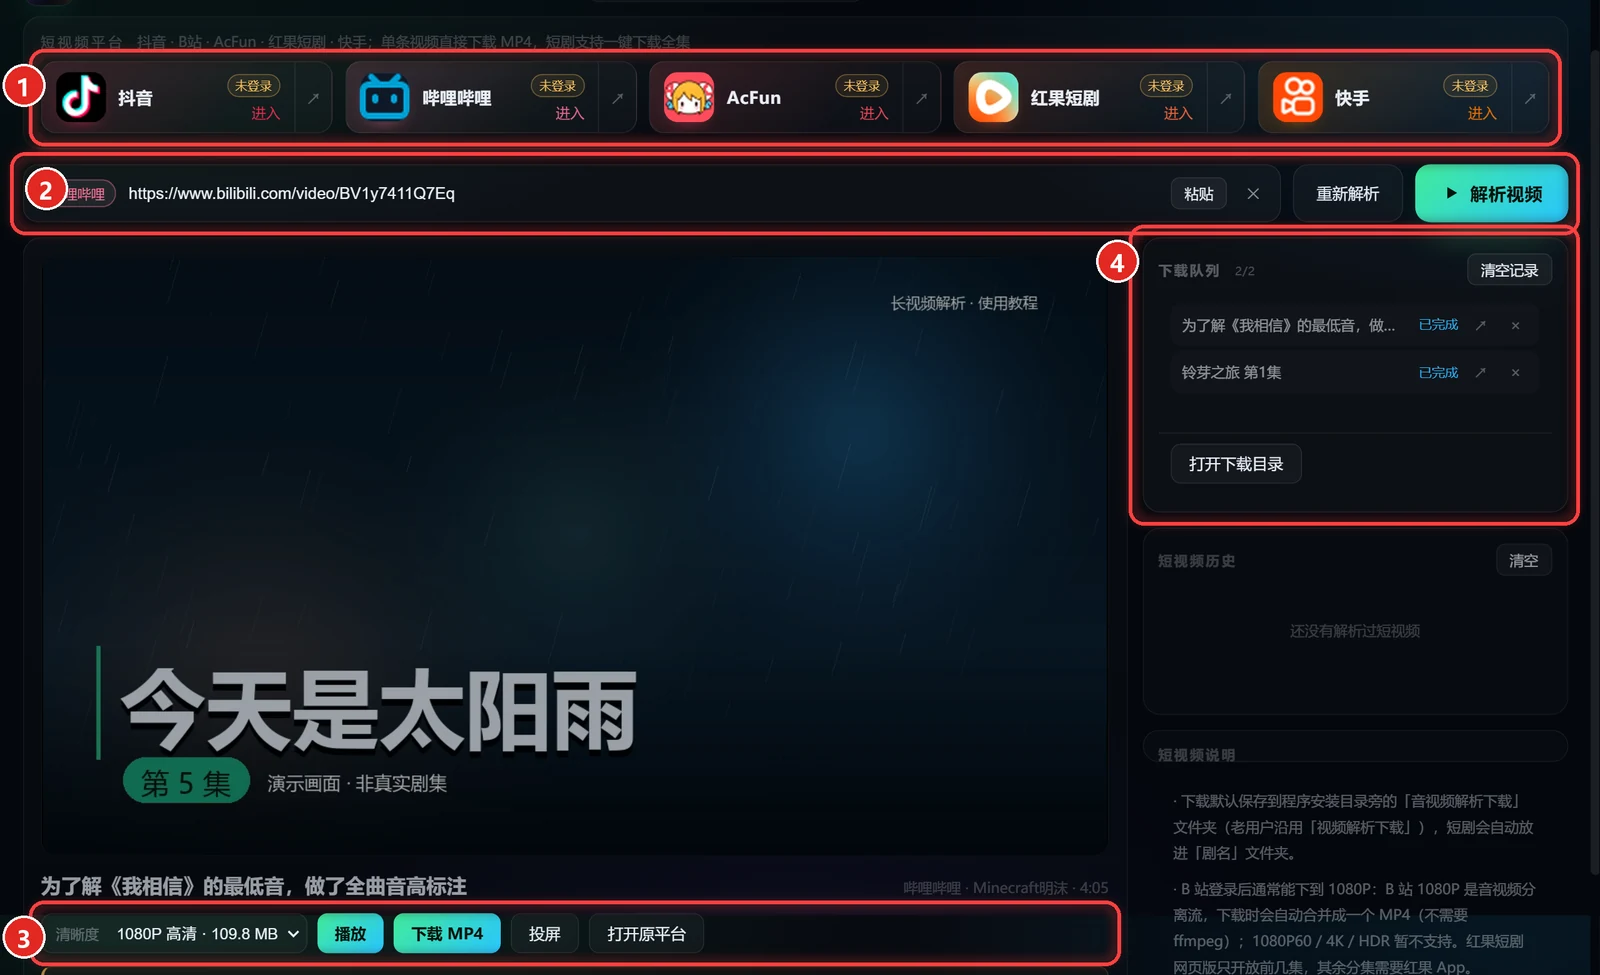 短视频平台 抖音 · B站 · AcFun · 红果短剧 · 快手；单条视频直接下载 MP4，短剧支持一键下载全集
1
抖音 未登录 进入 ↗
哔哩哔哩 未登录 进入 ↗
AcFun 未登录 进入 ↗
红果短剧 未登录 进入 ↗
快手 未登录 进入 ↗
2
哩哔哩 https://www.bilibili.com/video/BV1y7411Q7Eq 粘贴 × 重新解析 ▶ 解析视频
长视频解析 · 使用教程
今天是太阳雨
第 5 集 演示画面 · 非真实剧集
为了解《我相信》的最低音，做了全曲音高标注 哔哩哔哩 · Minecraft明沫 · 4:05
3
清晰度 1080P 高清 · 109.8 MB 播放 下载 MP4 投屏 打开原平台
4
下载队列 2/2 清空记录
为了解《我相信》的最低音，做... 已完成 ↗ ×
铃芽之旅 第1集 已完成 ↗ ×
打开下载目录
短视频历史 清空
还没有解析过短视频
短视频说明
· 下载默认保存到程序安装目录旁的「音视频解析下载」
文件夹（老用户沿用「视频解析下载」），短剧会自动放
进「剧名」文件夹。
· B 站登录后通常能下到 1080P：B 站 1080P 是音视频分
离流，下载时会自动合并成一个 MP4（不需要
ffmpeg）；1080P60 / 4K / HDR 暂不支持。红果短剧
网页版只开放前几集，其余分集需要红果 App。